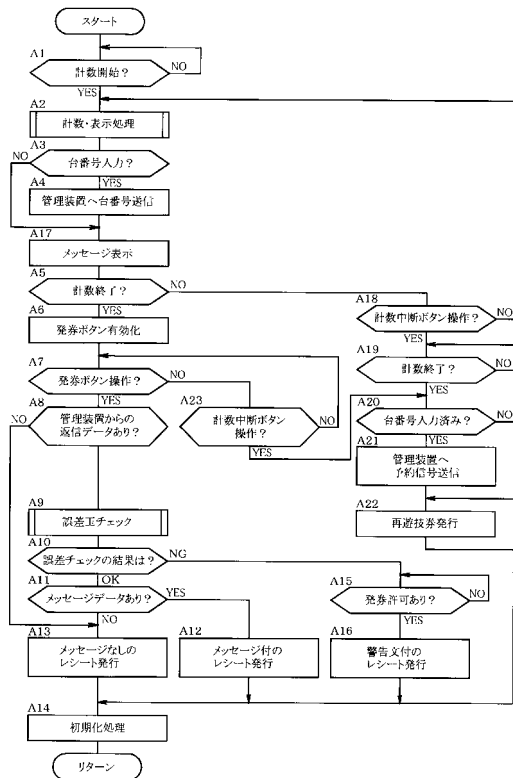 スタート
A1
計数開始?
NO
YES
A2
計数・表示処理
A3
台番号入力?
NO
YES
A4
管理装置へ台番号送信
A17
メッセージ表示
A5
計数終了?
NO
YES
A6
発券ボタン有効化
A18
計数中断ボタン操作?
NO
YES
A19
計数終了?
NO
YES
A7
発券ボタン操作?
NO
YES
A23
計数中断ボタン
操作?
NO
YES
A8
管理装置からの
返信データあり?
NO
A20
台番号入力済み?
NO
YES
A21
管理装置へ
予約信号送信
A22
再遊技券発行
A9
誤差正チェック
A10
誤差チェックの結果は?
NG
OK
A11
メッセージデータあり?
YES
NO
A15
発券許可あり?
NO
YES
A13
メッセージなしの
レシート発行
A12
メッセージ付の
レシート発行
A16
警告文付の
レシート発行
A14
初期化処理
リターン